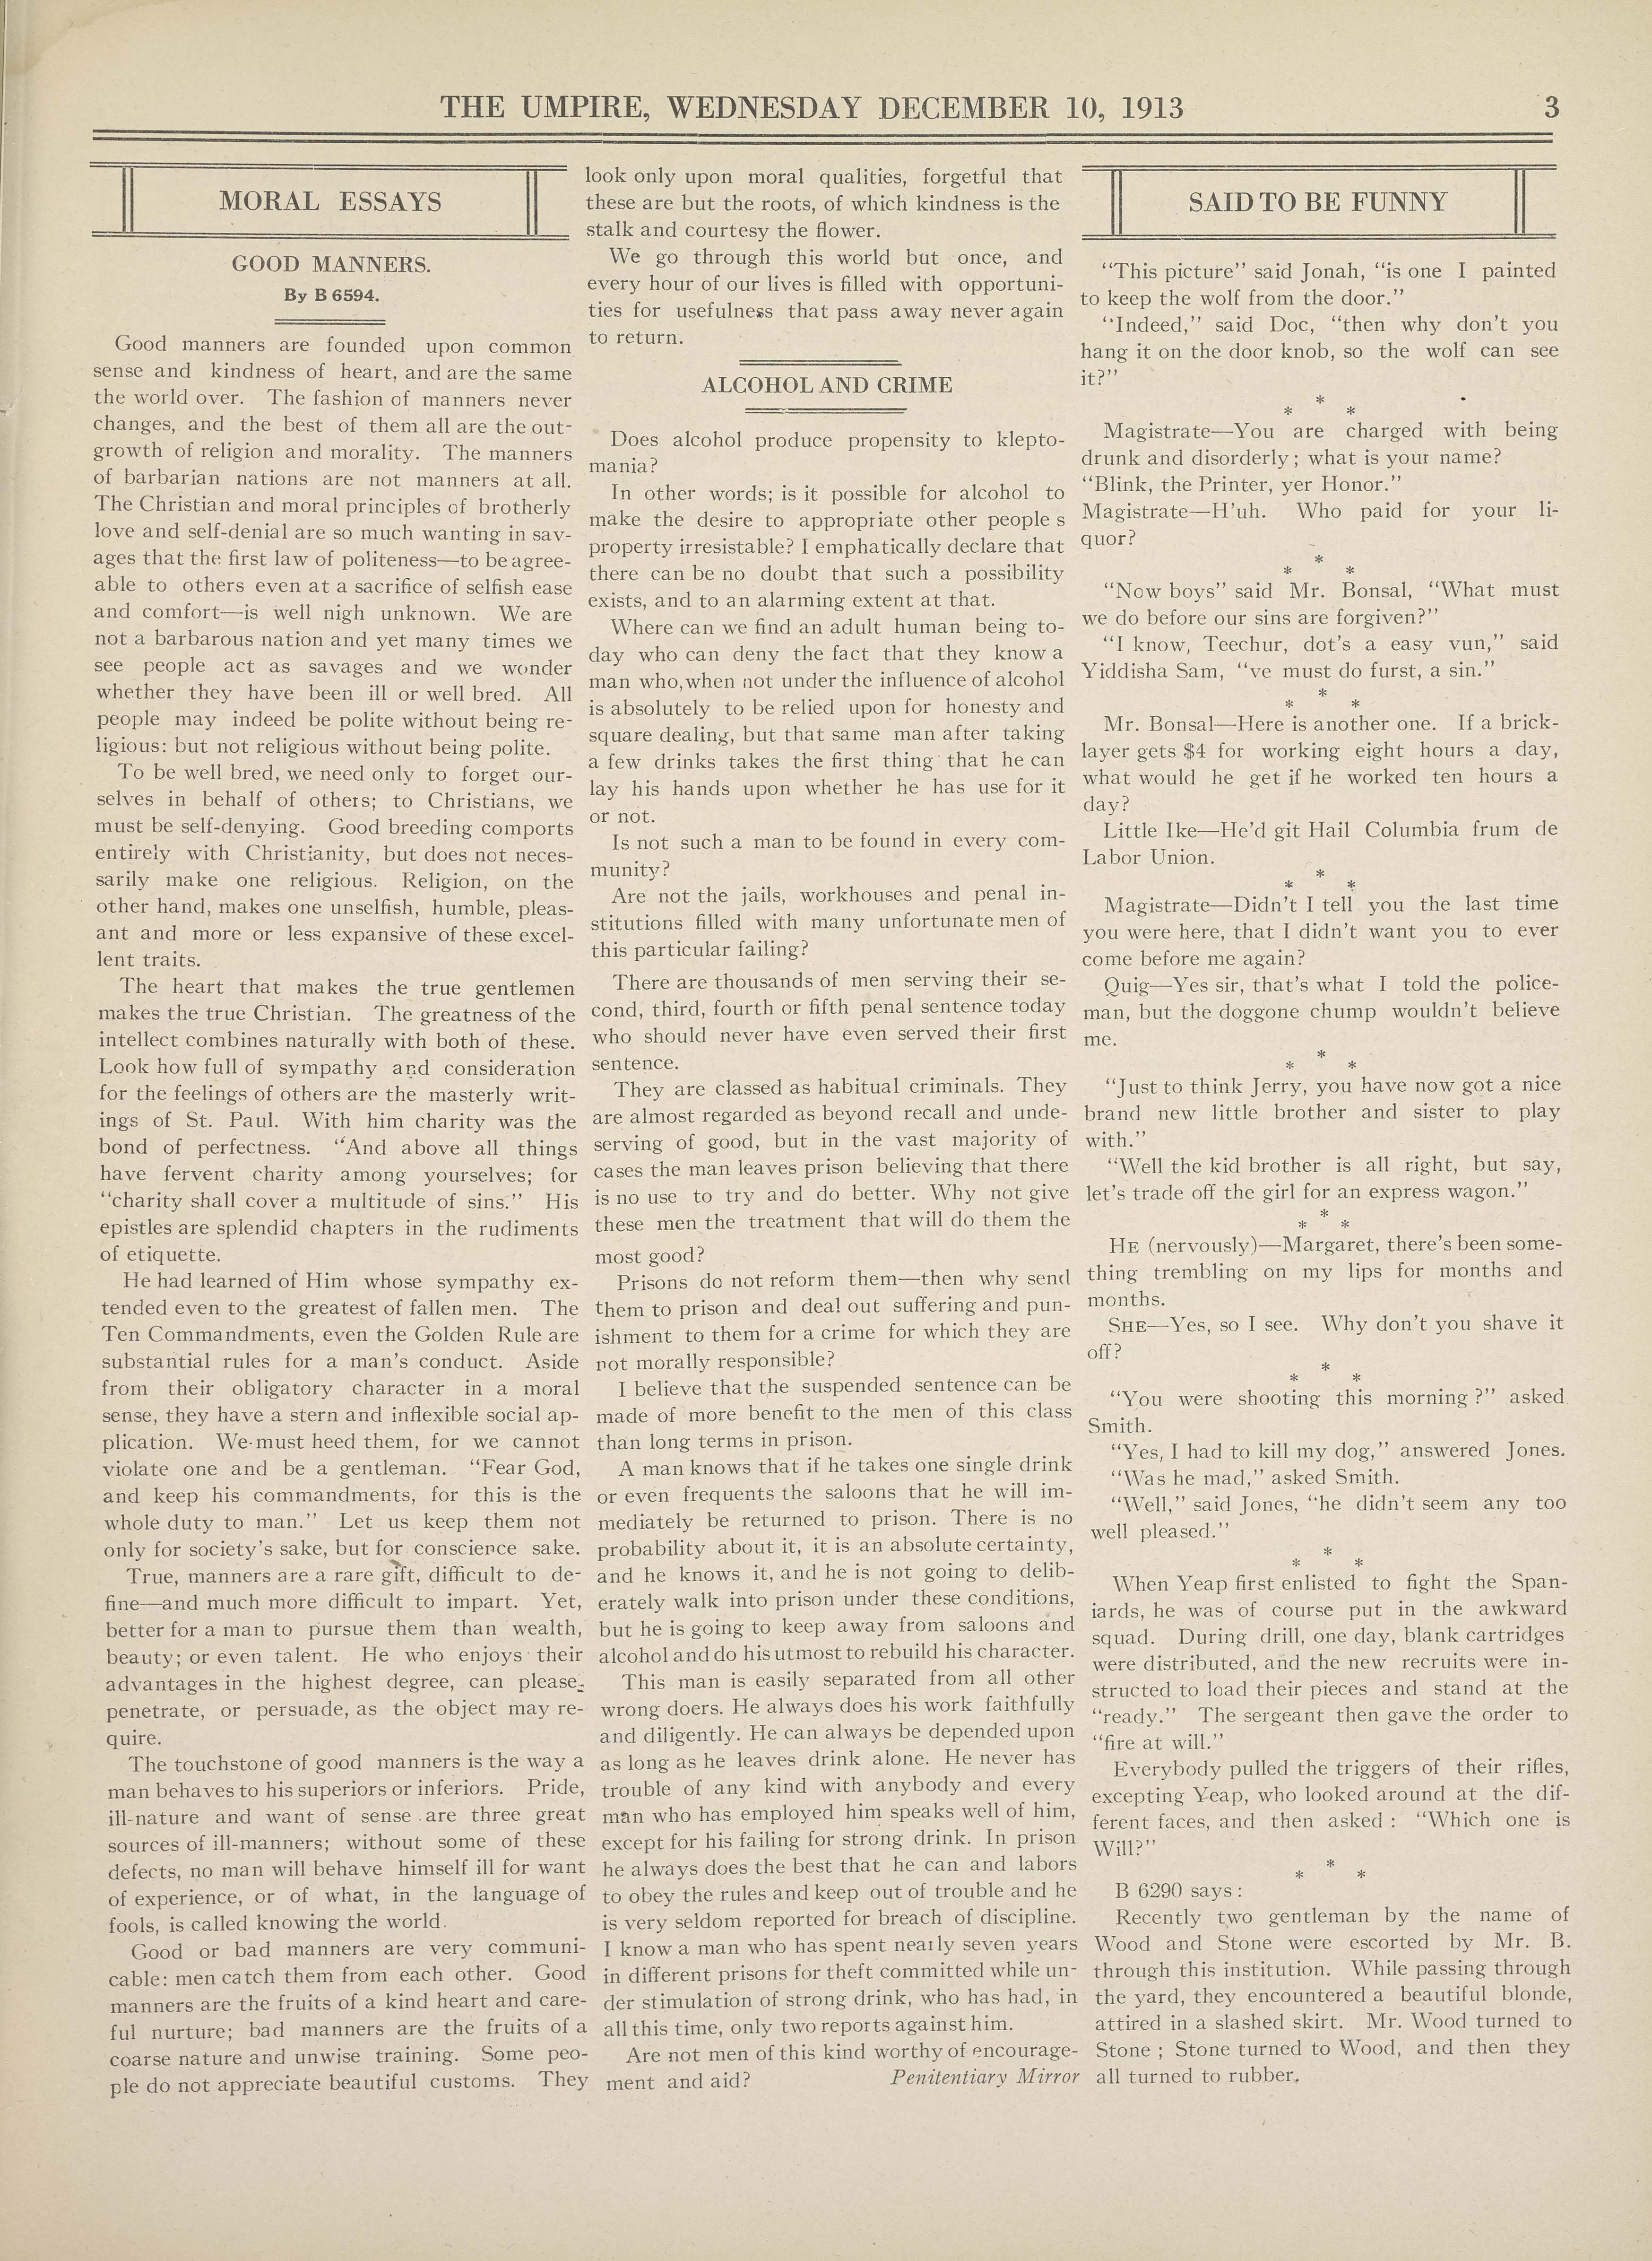 THE UMPIRE, WEDNESDAY DECEMBER 10, 1913
3
MORAL ESSAYS
GOOD MANNERS.
By B 6594.
Good manners are founded upon common
sense and kindness of heart, and are the same
the world over. The fashion of manners never
changes, and the best of them all are the out-
growth of religion and morality. The manners
of barbarian nations are not manners at all.
The Christian and moral principles of brotherly
love and self-denial are so much wanting in sav-
ages that the first law of politeness—to be agree-
able to others even at a sacrifice of selfish ease
and comfort—is well nigh unknown. We are
not a barbarous nation and yet many times we
see people act as savages and we wonder
whether they have been ill or well bred. All
people may indeed be polite without being re-
ligious: but not religious without being polite.
To be well bred, we need only to forget our-
selves in behalf of others; to Christians, we
must be self-denying. Good breeding comports
entirely with Christianity, but does not neces-
sarily make one religious. Religion, on the
other hand, makes one unselfish, humble, pleas-
ant and more or less expansive of these excel-
lent traits.
The heart that makes the true gentlemen
makes the true Christian. The greatness of the
intellect combines naturally with both of these.
Look how full of sympathy and consideration
for the feelings of others are the masterly writ-
ings of St. Paul. With him charity was the
bond of perfectness. "And above all things
have fervent charity among yourselves; for
"charity shall cover a multitude of sins." His
epistles are splendid chapters in the rudiments
of etiquette.
He had learned of Him whose sympathy ex-
tended even to the greatest of fallen men. The
Ten Commandments, even the Golden Rule are
substantial rules for a man's conduct. Aside
from their obligatory character in a moral
sense, they have a stern and inflexible social ap-
plication. We must heed them, for we cannot
violate one and be a gentleman. "Fear God,
and keep his commandments, for this is the
whole duty to man." Let us keep them not
only for society's sake, but for conscience sake.
True, manners are a rare gift, difficult to de-
fine—and much more difficult to impart. Yet,
better for a man to pursue them than wealth,
beauty; or even talent. He who enjoys their
advantages in the highest degree, can please,
penetrate, or persuade, as the object may re-
quire.
The touchstone of good manners is the way a
man behaves to his superiors or inferiors. Pride,
ill-nature and want of sense are three great
sources of ill-manners; without some of these
defects, no man will behave himself ill for want
of experience, or of what, in the language of
fools, is called knowing the world.
Good or bad manners are very communi-
cable: men catch them from each other. Good
manners are the fruits of a kind heart and care-
ful nurture; bad manners are the fruits of a
coarse nature and unwise training. Some peo-
ple do not appreciate beautiful customs. They
look only upon moral qualities, forgetful that
these are but the roots, of which kindness is the
stalk and courtesy the flower.
We go through this world but once, and
every hour of our lives is filled with opportuni-
ties for usefulness that pass away never again
to return.
ALCOHOL AND CRIME
Does alcohol produce propensity to klepto-
mania?
In other words; is it possible for alcohol to
make the desire to appropriate other people s
property irresistable? I emphatically declare that
there can be no doubt that such a possibility
exists, and to an alarming extent at that.
Where can we find an adult human being to-
day who can deny the fact that they know a
man who, when not under the influence of alcohol
is absolutely to be relied upon for honesty and
square dealing, but that same man after taking
a few drinks takes the first thing that he can
lay his hands upon whether he has use for it
or not.
Is not such a man to be found in every com-
munity?
Are not the jails, workhouses and penal in-
stitutions filled with many unfortunate men of
this particular failing?
There are thousands of men serving their se-
cond, third, fourth or fifth penal sentence today
who should never have even served their first
sentence.
They are classed as habitual criminals. They
are almost regarded as beyond recall and unde-
serving of good, but in the vast majority of
cases the man leaves prison believing that there
is no use to try and do better. Why not give
these men the treatment that will do them the
most good?
Prisons do not reform them—then why send
them to prison and deal out suffering and pun-
ishment to them for a crime for which they are
not morally responsible?
I believe that the suspended sentence can be
made of more benefit to the men of this class
than long terms in prison.
A man knows that if he takes one single drink
or even frequents the saloons that he will im-
mediately be returned to prison. There is no
probability about it, it is an absolute certainty,
and he knows it, and he is not going to delib-
erately walk into prison under these conditions,
but he is going to keep away from saloons and
alcohol and do his utmost to rebuild his character.
This man is easily separated from all other
wrong doers. He always does his work faithfully
and diligently. He can always be depended upon
as long as he leaves drink alone. He never has
trouble of any kind with anybody and every
man who has employed him speaks well of him,
except for his failing for strong drink. In prison
he always does the best that he can and labors
to obey the rules and keep out of trouble and he
is very seldom reported for breach of discipline.
I know a man who has spent nearly seven years
in different prisons for theft committed while un-
der stimulation of strong drink, who has had, in
all this time, only two reports against him.
Are not men of this kind worthy of encourage-
ment and aid? Penitentiary Mirror
SAID TO BE FUNNY
"This picture" said Jonah, "is one I painted
to keep the wolf from the door."
"Indeed," said Doc, "then why don't you
hang it on the door knob, so the wolf can see
it?"
* * *
Magistrate—You are charged with being
drunk and disorderly; what is your name?
"Blink, the Printer, yer Honor."
Magistrate—H'uh. Who paid for your li-
quor?
* * *
"Now boys" said Mr. Bonsal, "What must
we do before our sins are forgiven?"
"I know, Teechur, dot's a easy vun," said
Yiddisha Sam, "ve must do furst, a sin."
* * *
Mr. Bonsal—Here is another one. If a brick-
layer gets $4 for working eight hours a day,
what would he get if he worked ten hours a
day?
Little Ike—He'd git Hail Columbia frum de
Labor Union.
* * *
Magistrate—Didn't I tell you the last time
you were here, that I didn't want you to ever
come before me again?
Quig—Yes sir, that's what I told the police-
man, but the doggone chump wouldn't believe
me.
* * *
"Just to think Jerry, you have now got a nice
brand new little brother and sister to play
with."
"Well the kid brother is all right, but say,
let's trade off the girl for an express wagon."
* * *
HE (nervously)—Margaret, there's been some-
thing trembling on my lips for months and
months.
SHE—Yes, so I see. Why don't you shave it
off?
* * *
"You were shooting this morning?" asked
Smith.
"Yes, I had to kill my dog," answered Jones.
"Was he mad," asked Smith.
"Well," said Jones, "he didn't seem any too
well pleased."
* * *
When Yeap first enlisted to fight the Span-
iards, he was of course put in the awkward
squad. During drill, one day, blank cartridges
were distributed, and the new recruits were in-
structed to load their pieces and stand at the
"ready." The sergeant then gave the order to
"fire at will."
Everybody pulled the triggers of their rifles,
excepting Yeap, who looked around at the dif-
ferent faces, and then asked: "Which one is
Will?"
* * *
B 6290 says:
Recently two gentleman by the name of
Wood and Stone were escorted by Mr. B.
through this institution. While passing through
the yard, they encountered a beautiful blonde,
attired in a slashed skirt. Mr. Wood turned to
Stone; Stone turned to Wood, and then they
all turned to rubber.